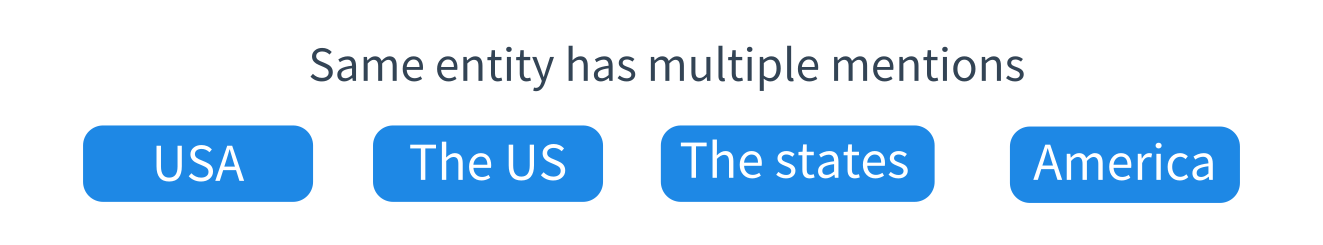 Same entity has multiple mentions
USA The US The states America